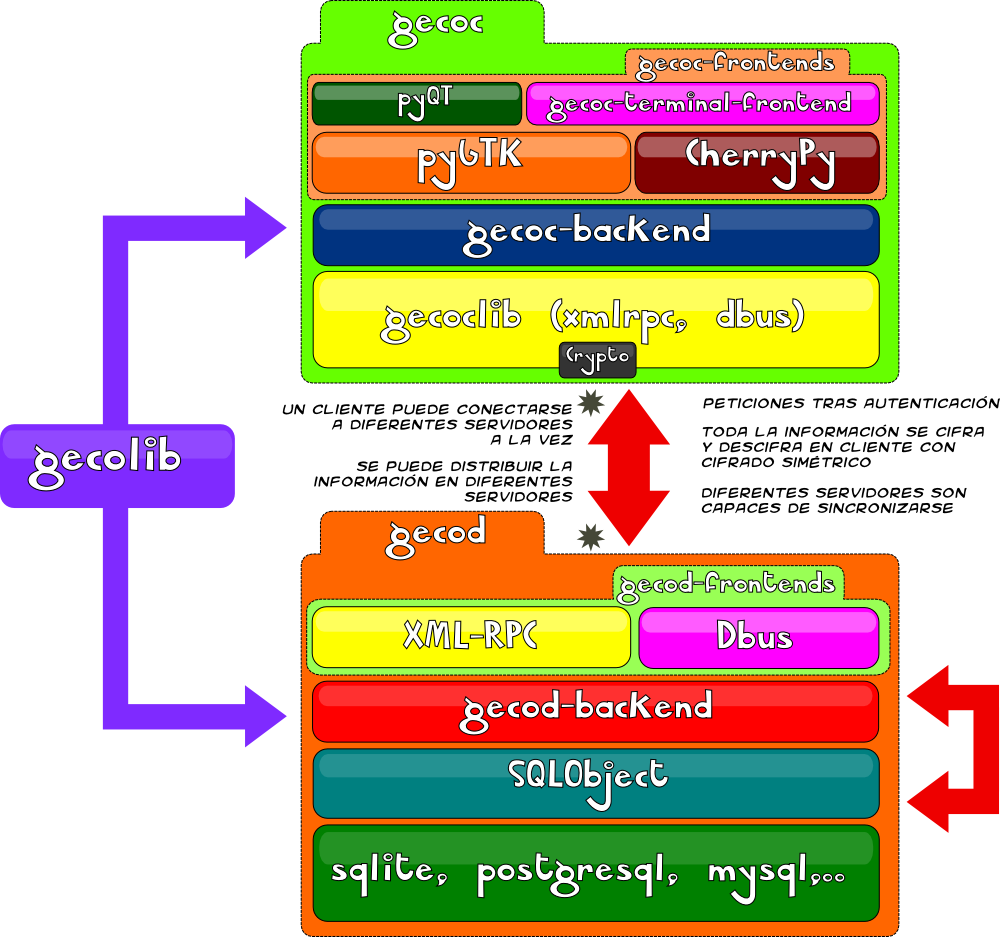 gecoc
gecoc-frontends
pyQT
gecoc-terminal-frontend
pyGTK
CherryPy
gecoc-backend
gecoclib (xmlrpc, dbus)
Crypto
UN CLIENTE PUEDE CONECTARSE
A DIFERENTES SERVIDORES
A LA VEZ
SE PUEDE DISTRIBUIR LA
INFORMACIÓN EN DIFERENTES
SERVIDORES
PETICIONES TRAS AUTENTICACIÓN
TODA LA INFORMACIÓN SE CIFRA
Y DESCIFRA EN CLIENTE CON
CIFRADO SIMÉTRICO
DIFERENTES SERVIDORES SON
CAPACES DE SINCRONIZARSE
gecolib
gecod
gecod-frontends
XML-RPC
Dbus
gecod-backend
SQLObject
sqlite, postgresql, mysql,...